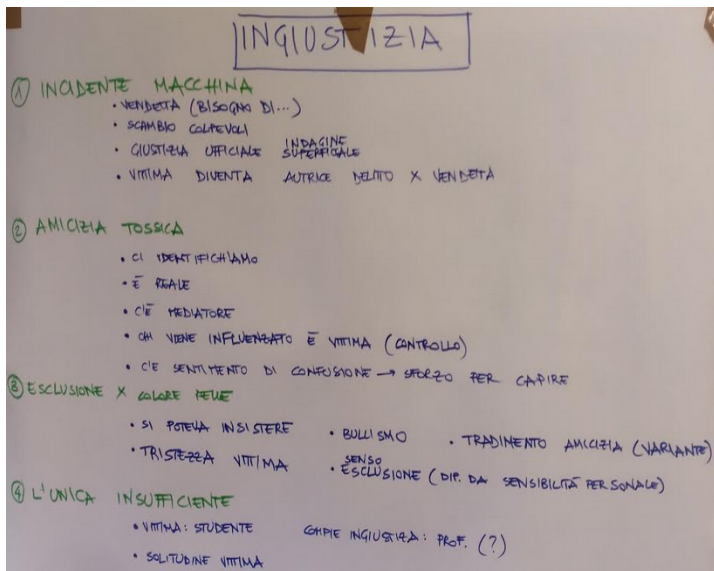 INGIUSTIZIA
① INCIDENTE MACCHINA
• VENDETTA (BISOGNO DI...)
• SCAMBIO COLPEVOLI
• GIUSTIZIA UFFICIALE INDAGINE SUPERFICIALE
• VITTIMA DIVENTA AUTRICE DELITO X VENDETTA
② AMICIZIA TOSSICA
• CI IDENTIFICHIAMO
• È REALE
• C'È MEDIATORE
• CHI VIENE INFLUENZATO È VITTIMA (CONTROLLO)
• C'E SENTIMENTO DI CONFUSIONE → SFORZO PER CAPIRE
③ ESCLUSIONE X COLORE PELLE
• SI POTEVA INSISTERE • BULLISMO • TRADIMENTO AMICIZIA (VARIANTE)
• TRISTEZZA VITTIMA • SENSO ESCLUSIONE (DIP. DA SENSIBILITÀ PERSONALE)
④ L'UNICA INSUFFICIENTE
• VITTIMA: STUDENTE COMPIE INGIUSTIZIA: PROF. (?)
• SOLITUDINE VITTIMA